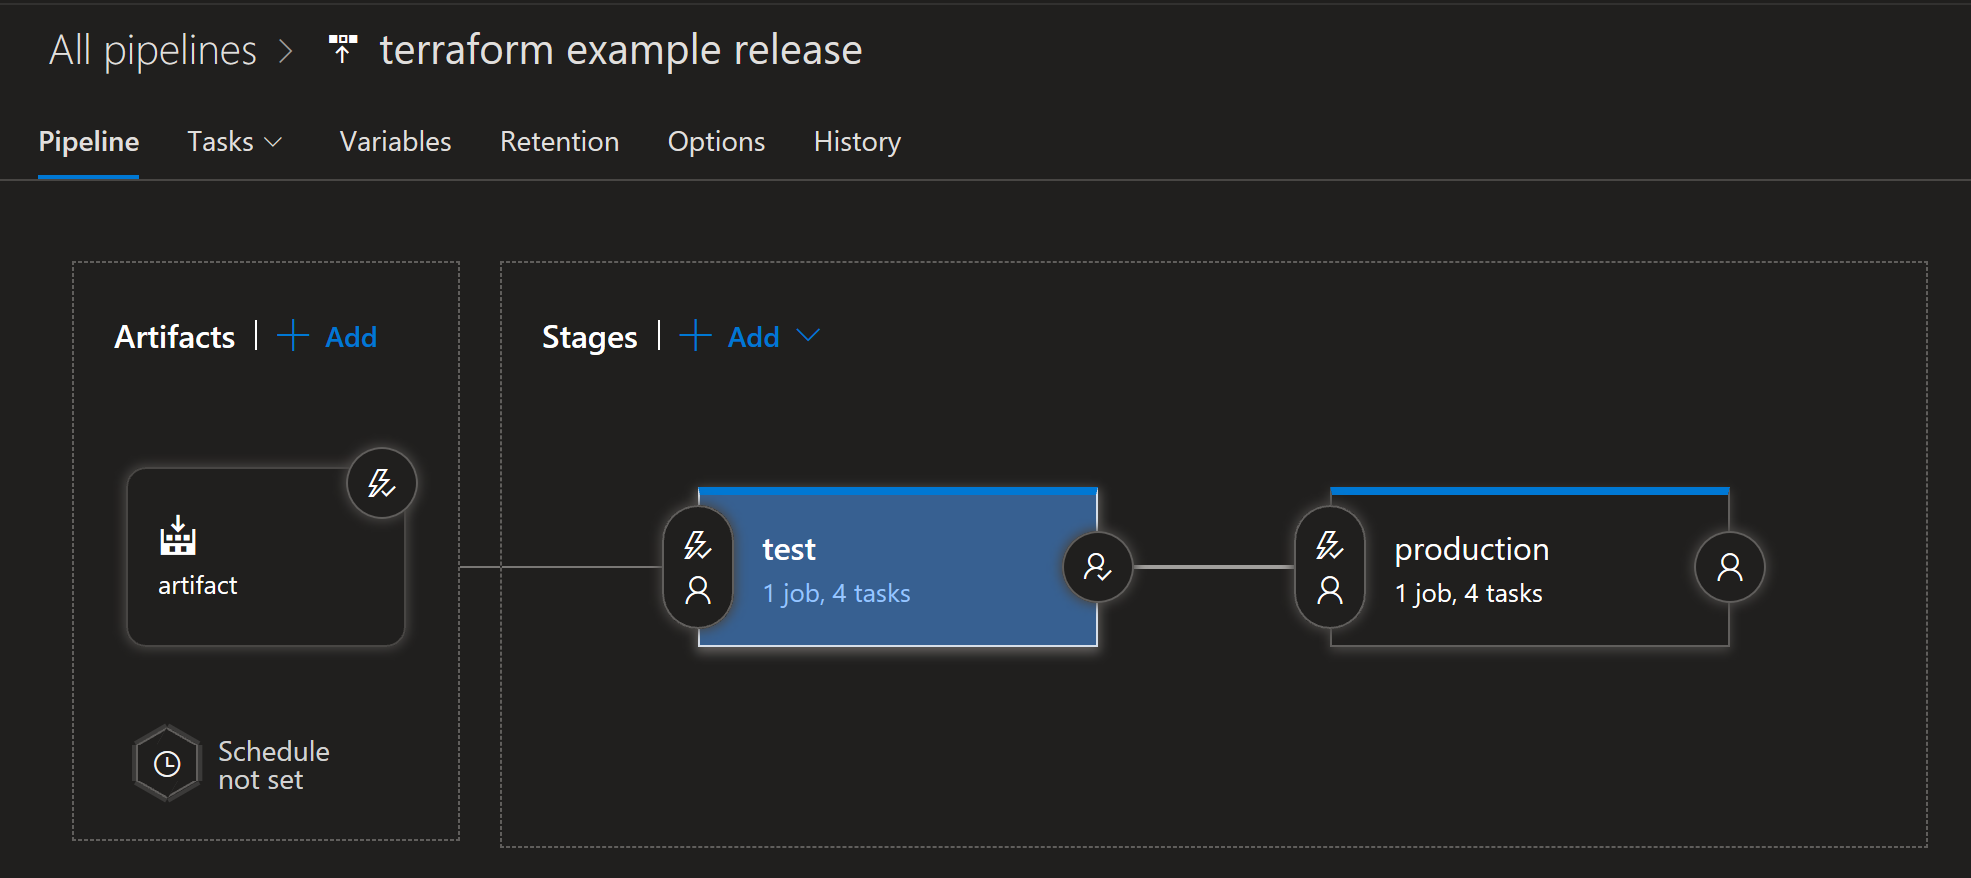 All pipelines > terraform example release
Pipeline Tasks Variables Retention Options History
Artifacts | + Add
Stages | + Add
artifact
test
1 job, 4 tasks
production
1 job, 4 tasks
Schedule
not set